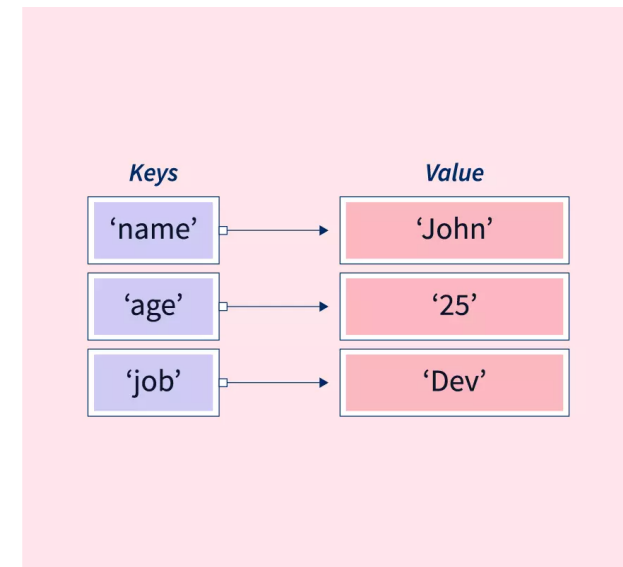 Keys Value
‘name’ ‘John’
‘age’ ‘25’
‘job’ ‘Dev’